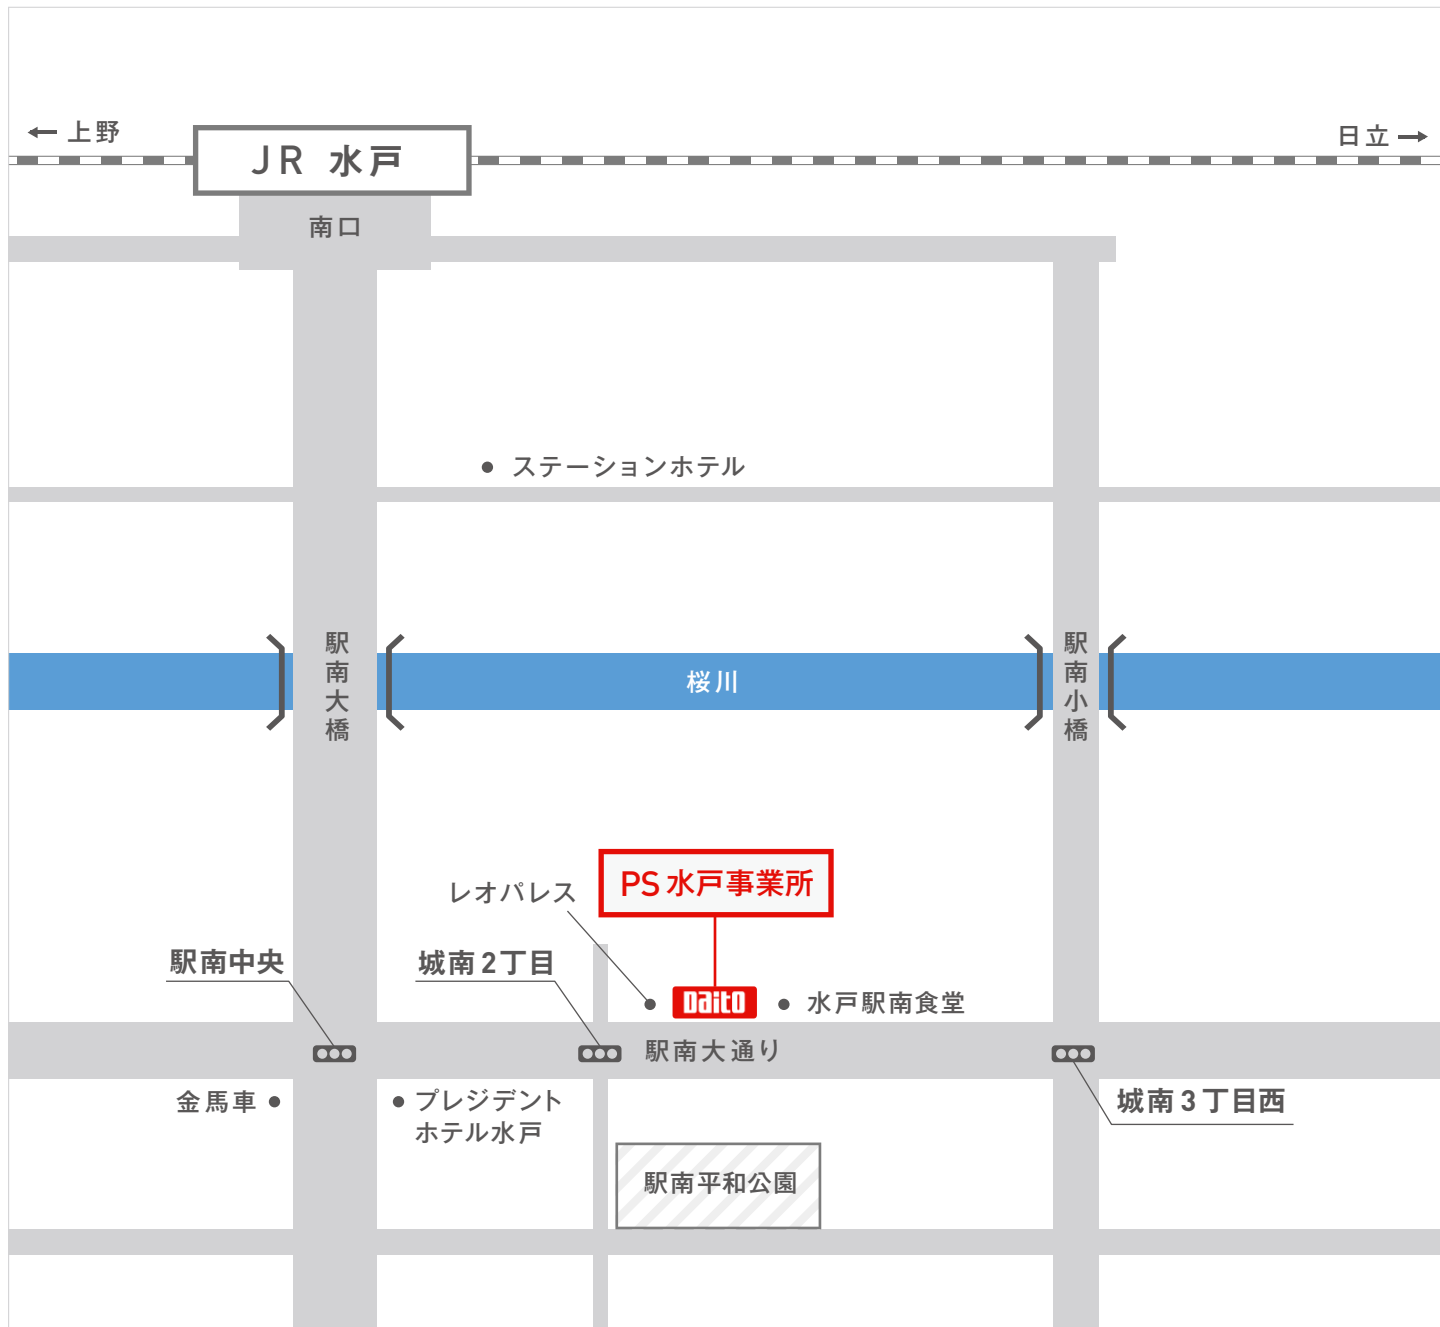 ← 上野
日立 →
JR 水戸
南口
ステーションホテル
駅南大橋
桜川
駅南小橋
PS 水戸事業所
レオパレス
駅南中央
城南 2丁目
Daito
水戸駅南食堂
駅南大通り
金馬車
プレジデント
ホテル水戸
城南 3 丁目西
駅南平和公園